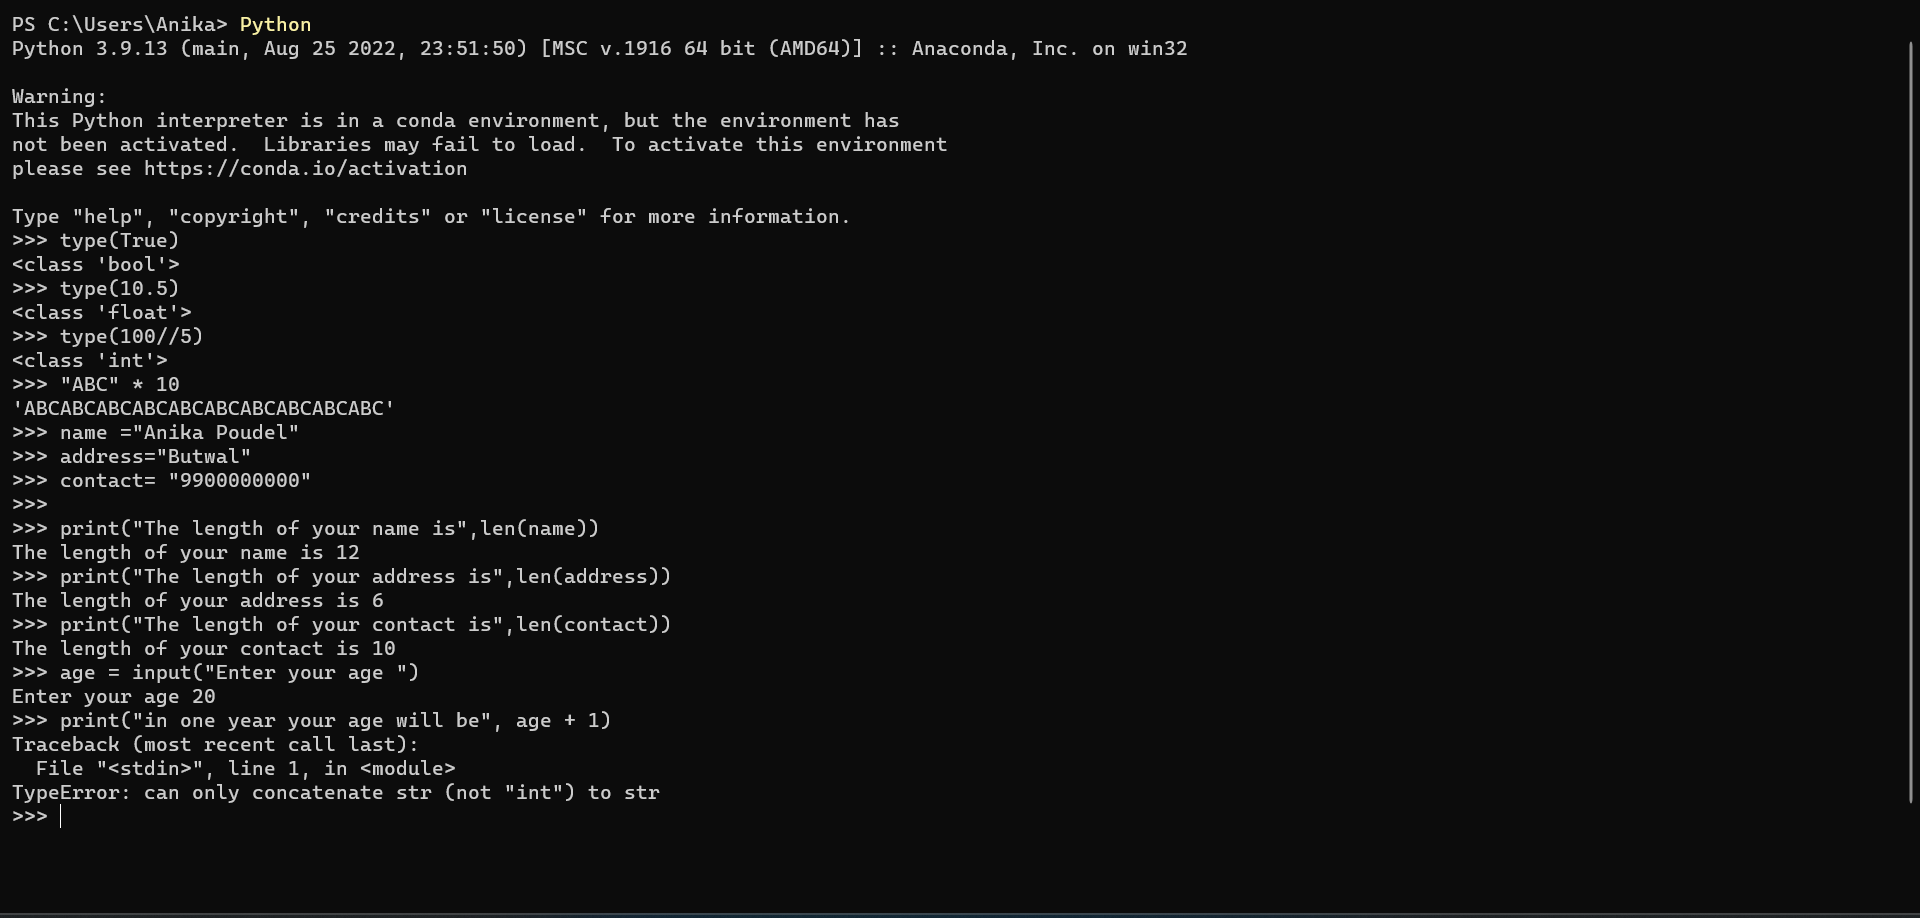 PS C:\Users\Anika> Python
Python 3.9.13 (main, Aug 25 2022, 23:51:50) [MSC v.1916 64 bit (AMD64)] :: Anaconda, Inc. on win32
Warning:
This Python interpreter is in a conda environment, but the environment has
not been activated.  Libraries may fail to load.  To activate this environment
please see https://conda.io/activation
Type "help", "copyright", "credits" or "license" for more information.
>>> type(True)
<class 'bool'>
>>> type(10.5)
<class 'float'>
>>> type(100//5)
<class 'int'>
>>> "ABC" * 10
'ABCABCABCABCABCABCABCABCABCABC'
>>> name ="Anika Poudel"
>>> address="Butwal"
>>> contact= "9900000000"
>>>
>>> print("The length of your name is",len(name))
The length of your name is 12
>>> print("The length of your address is",len(address))
The length of your address is 6
>>> print("The length of your contact is",len(contact))
The length of your contact is 10
>>> age = input("Enter your age ")
Enter your age 20
>>> print("in one year your age will be", age + 1)
Traceback (most recent call last):
  File "<stdin>", line 1, in <module>
TypeError: can only concatenate str (not "int") to str
>>>